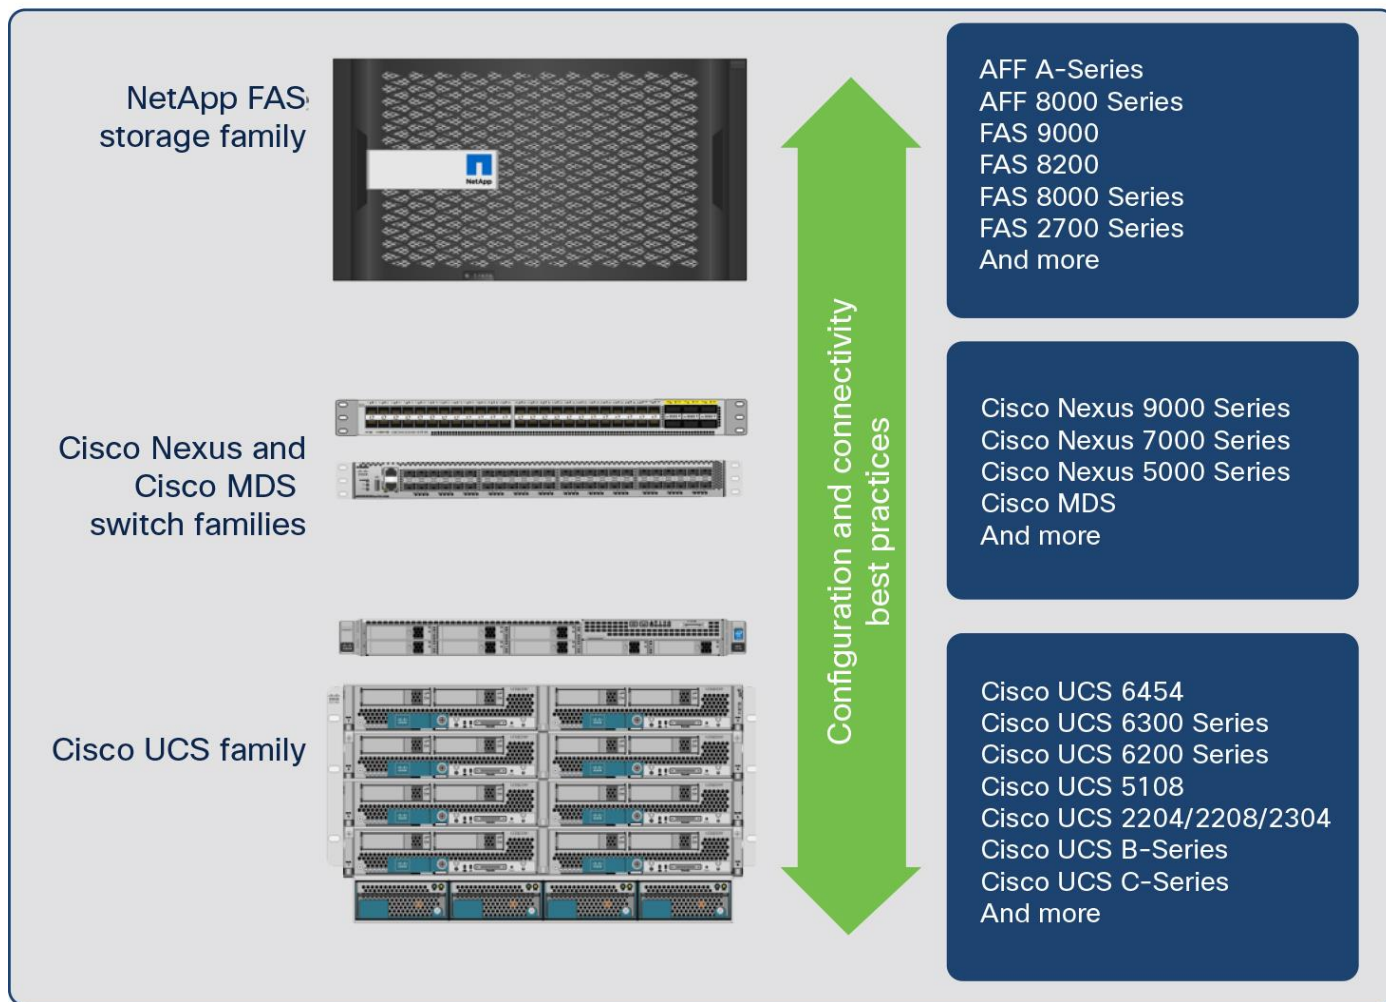 NetApp FAS
storage family
NetApp
AFF A-Series
AFF 8000 Series
FAS 9000
FAS 8200
FAS 8000 Series
FAS 2700 Series
And more
Configuration and connectivity
best practices
Cisco Nexus and
Cisco MDS
switch families
Cisco Nexus 9000 Series
Cisco Nexus 7000 Series
Cisco Nexus 5000 Series
Cisco MDS
And more
Cisco UCS family
Cisco UCS 6454
Cisco UCS 6300 Series
Cisco UCS 6200 Series
Cisco UCS 5108
Cisco UCS 2204/2208/2304
Cisco UCS B-Series
Cisco UCS C-Series
And more